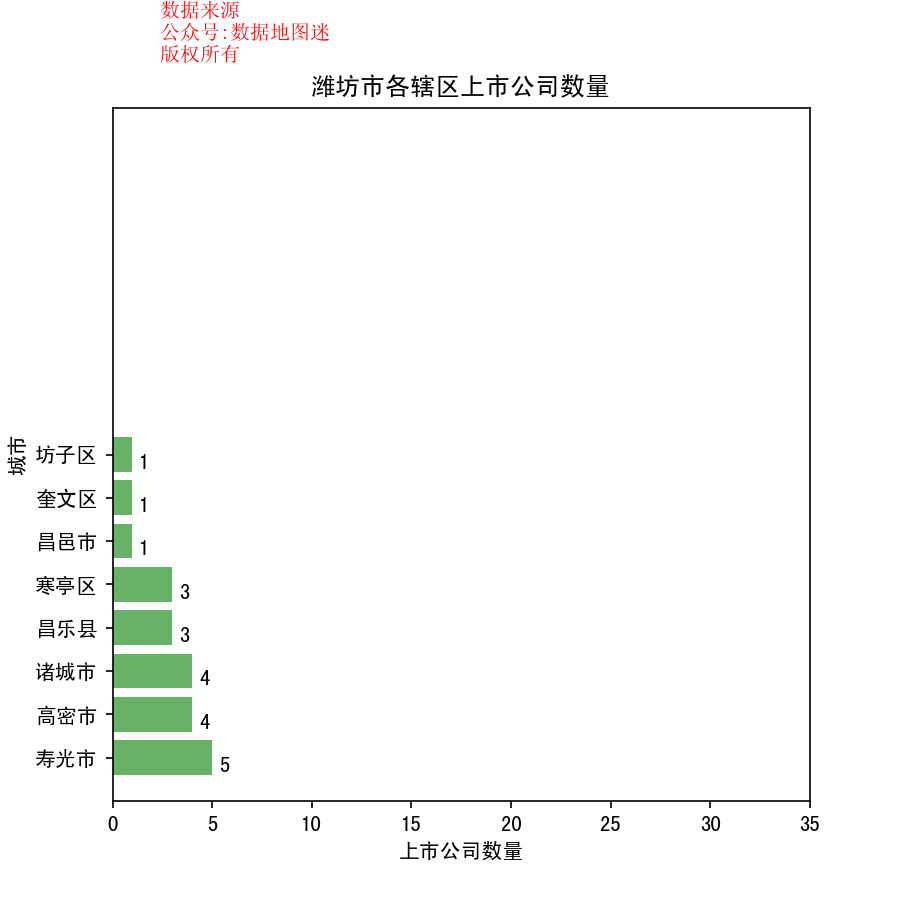 数据来源
公众号:数据地图迷
版权所有
潍坊市各辖区上市公司数量
城市
坊子区 1
奎文区 1
昌邑市 1
寒亭区 3
昌乐县 3
诸城市 4
高密市 4
寿光市 5
0 5 10 15 20 25 30 35
上市公司数量